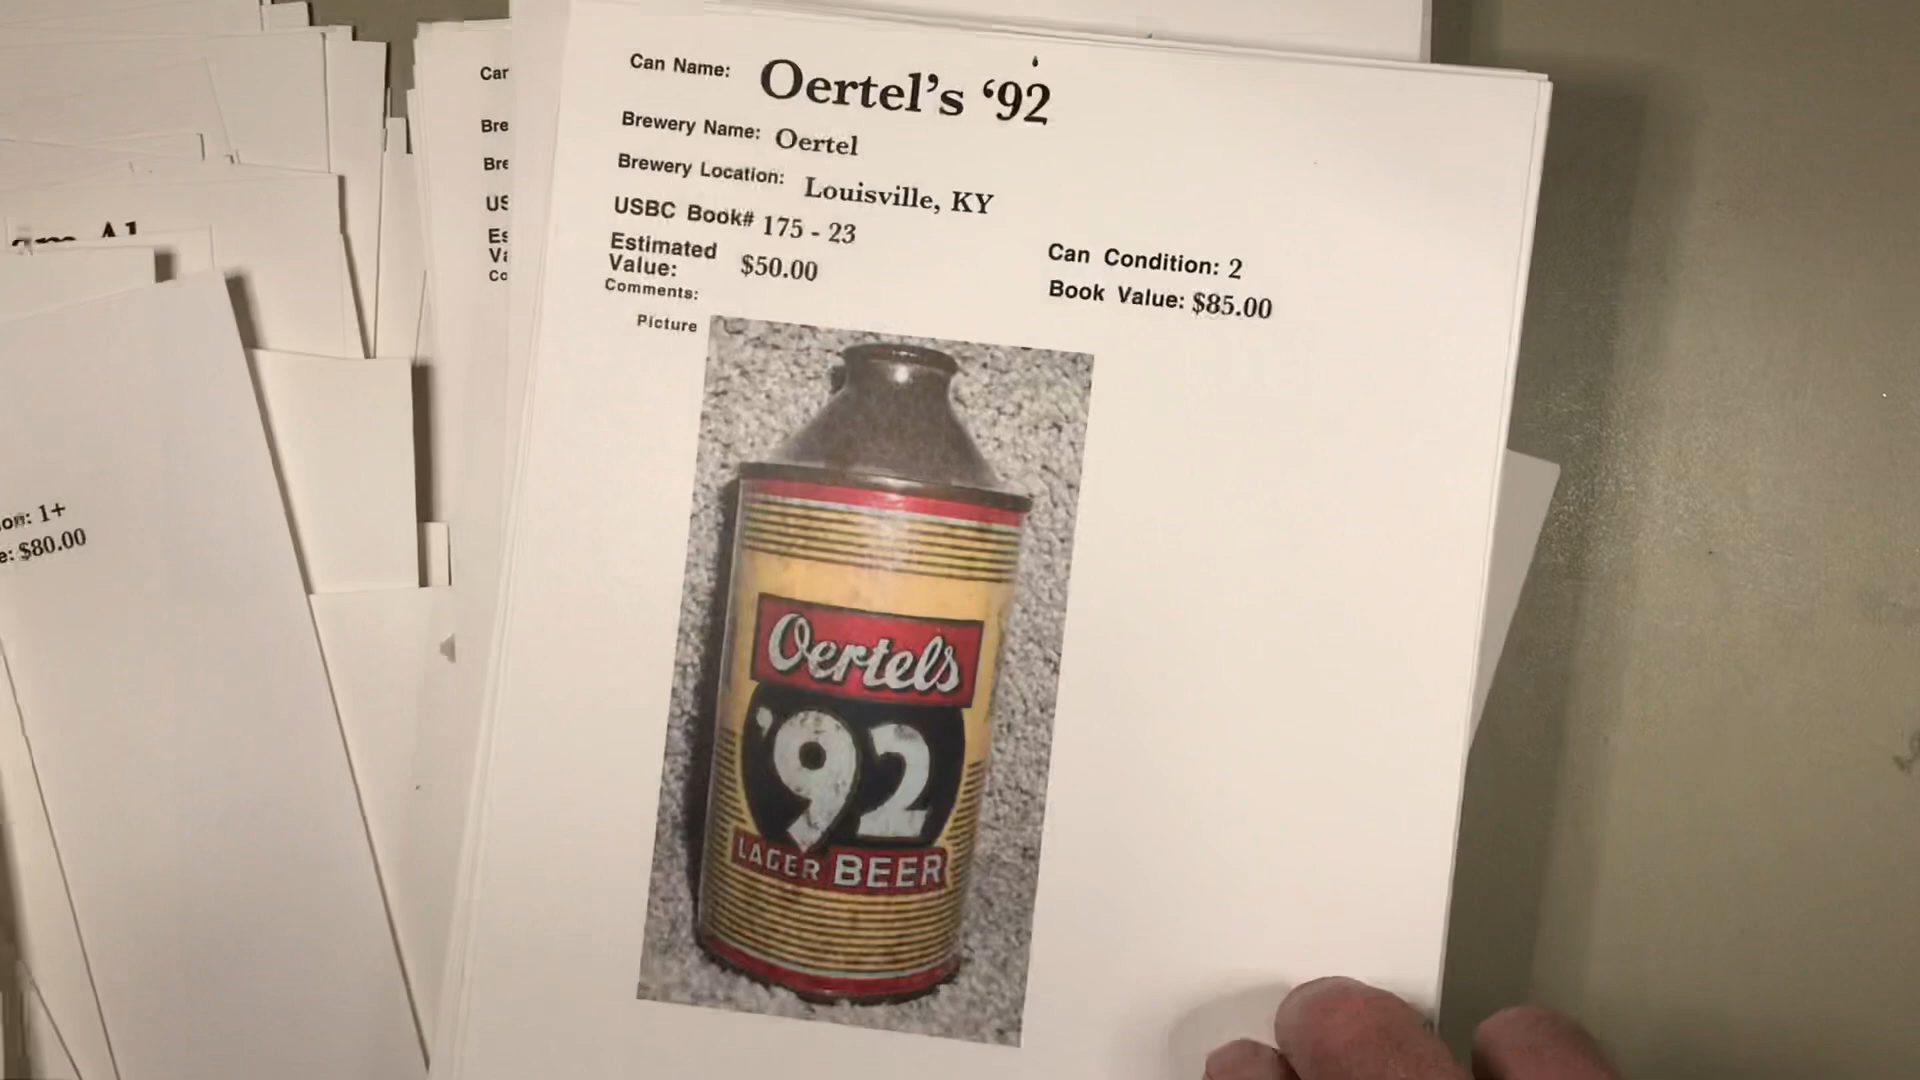 Can Name: Oertel's ‘92
Brewery Name: Oertel
Brewery Location: Louisville, KY
USBC Book# 175 - 23
Estimated Value: $50.00
Can Condition: 2
Book Value: $85.00
Comments:
Picture
Oertels
'92
LAGER BEER
1+
$80.00